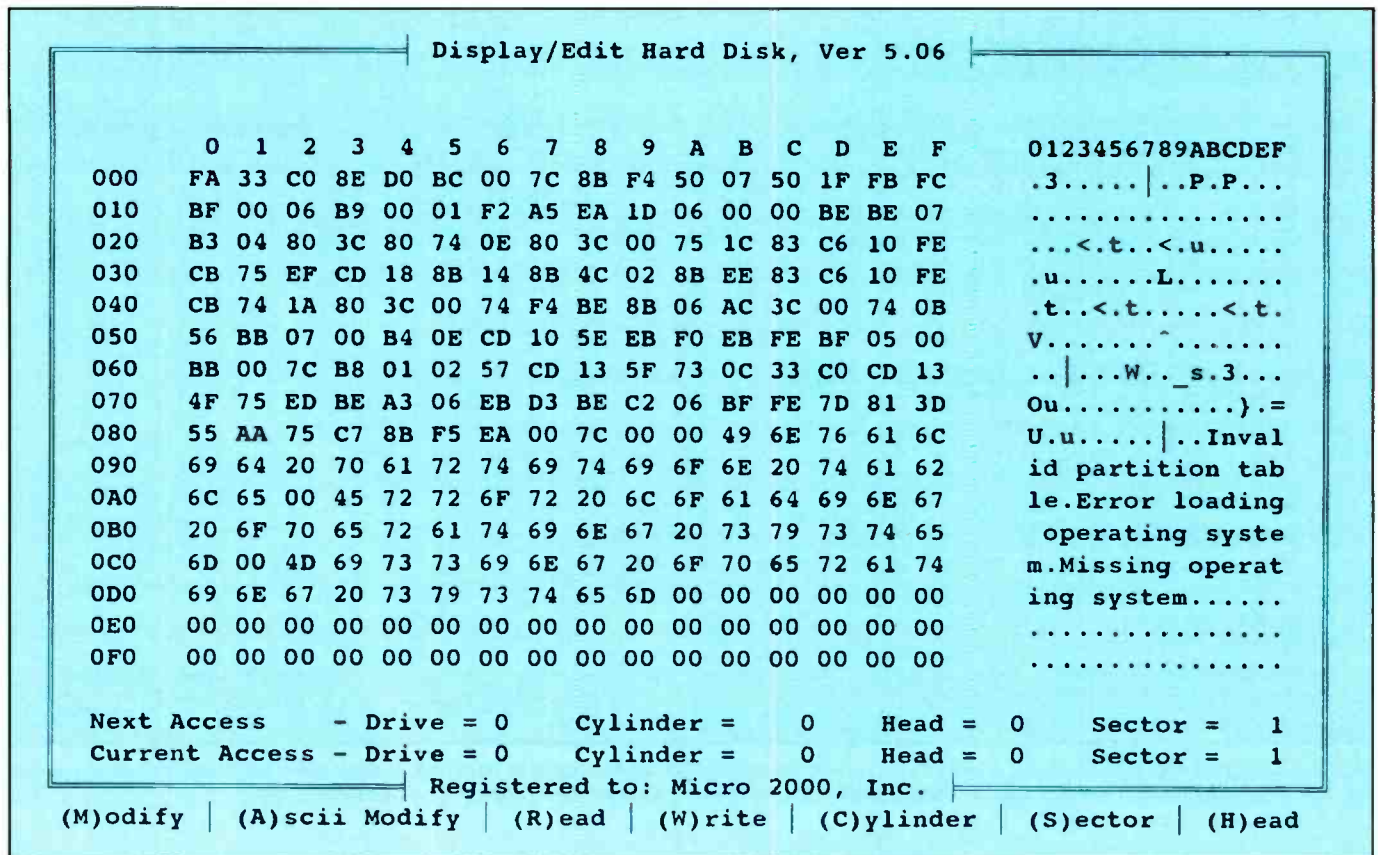 Display/Edit Hard Disk, Ver 5.06
0 1 2 3 4 5 6 7 8 9 A B C D E F 0123456789ABCDEF
000 FA 33 C0 8E D0 BC 00 7C 8B F4 50 07 50 1F FB FC .3.....|..P.P...
010 BF 00 06 B9 00 01 F2 A5 EA 1D 06 00 00 BE BE 07 ................
020 B3 04 80 3C 80 74 0E 80 3C 00 75 1C 83 C6 10 FE ...<.t..<.u.....
030 CB 75 EF CD 18 8B 14 8B 4C 02 8B EE 83 C6 10 FE .u......L.......
040 CB 74 1A 80 3C 00 74 F4 BE 8B 06 AC 3C 00 74 0B .t..<.t.....<.t.
050 56 BB 07 00 B4 0E CD 10 5E EB F0 EB FE BF 05 00 V.......^.......
060 BB 00 7C B8 01 02 57 CD 13 5F 73 0C 33 C0 CD 13 ..|...W.._s.3...
070 4F 75 ED BE A3 06 EB D3 BE C2 06 BF FE 7D 81 3D Ou...........}.=
080 55 AA 75 C7 8B F5 EA 00 7C 00 00 49 6E 76 61 6C U.u.....|..Inval
090 69 64 20 70 61 72 74 69 74 69 6F 6E 20 74 61 62 id partition tab
0A0 6C 65 00 45 72 72 6F 72 20 6C 6F 61 64 69 6E 67 le.Error loading
0B0 20 6F 70 65 72 61 74 69 6E 67 20 73 79 73 74 65 operating syste
0C0 6D 00 4D 69 73 73 69 6E 67 20 6F 70 65 72 61 74 m.Missing operat
0D0 69 6E 67 20 73 79 73 74 65 6D 00 00 00 00 00 00 ing system......
0E0 00 00 00 00 00 00 00 00 00 00 00 00 00 00 00 00 ................
0F0 00 00 00 00 00 00 00 00 00 00 00 00 00 00 00 00 ................
Next Access - Drive = 0 Cylinder = 0 Head = 0 Sector = 1
Current Access - Drive = 0 Cylinder = 0 Head = 0 Sector = 1
Registered to: Micro 2000, Inc.
(M)odify | (A)scii Modify | (R)ead | (W)rite | (C)ylinder | (S)ector | (H)ead